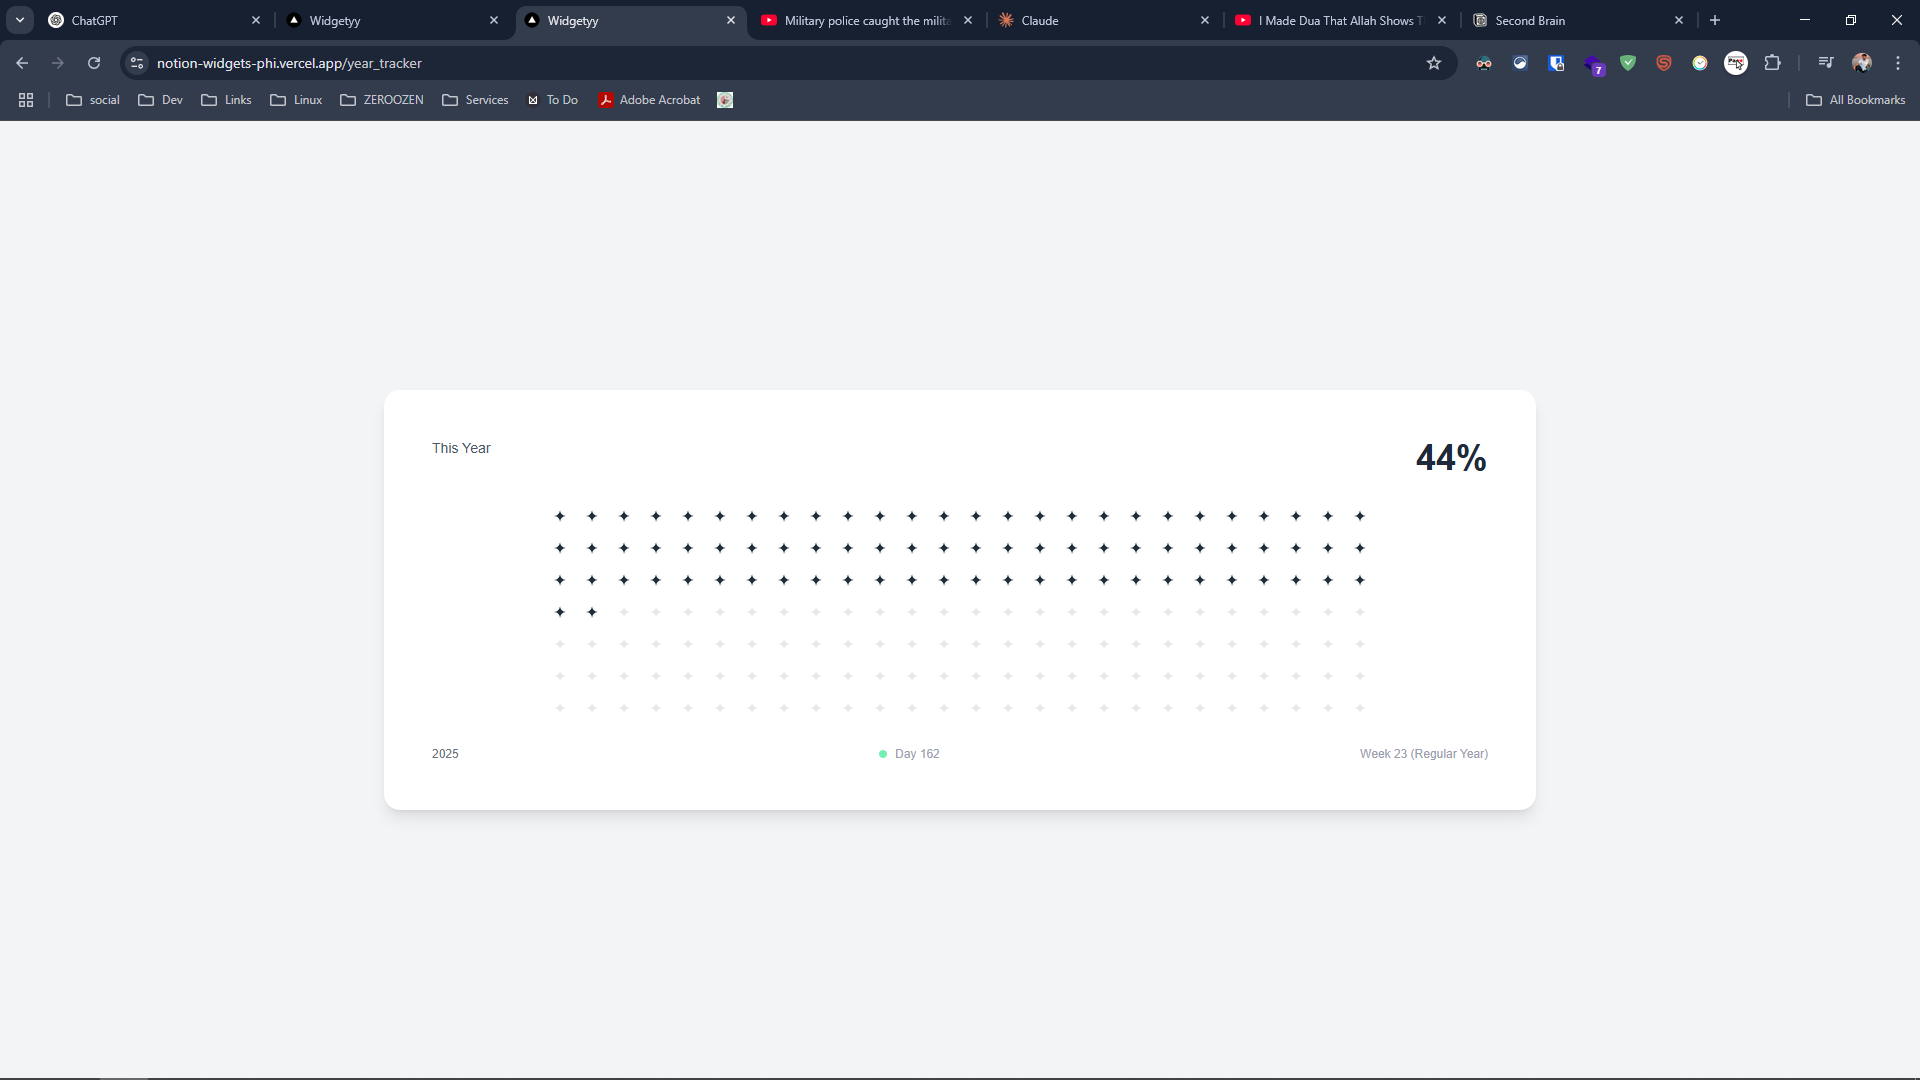 ChatGPT
Widgetyy
Widgetyy
Military police caught the milita
Claude
I Made Dua That Allah Shows T
Second Brain
notion-widgets-phi.vercel.app/year_tracker
7
social
Dev
Links
Linux
ZEROOZEN
Services
To Do
Adobe Acrobat
All Bookmarks
This Year
44%
2025
Day 162
Week 23 (Regular Year)